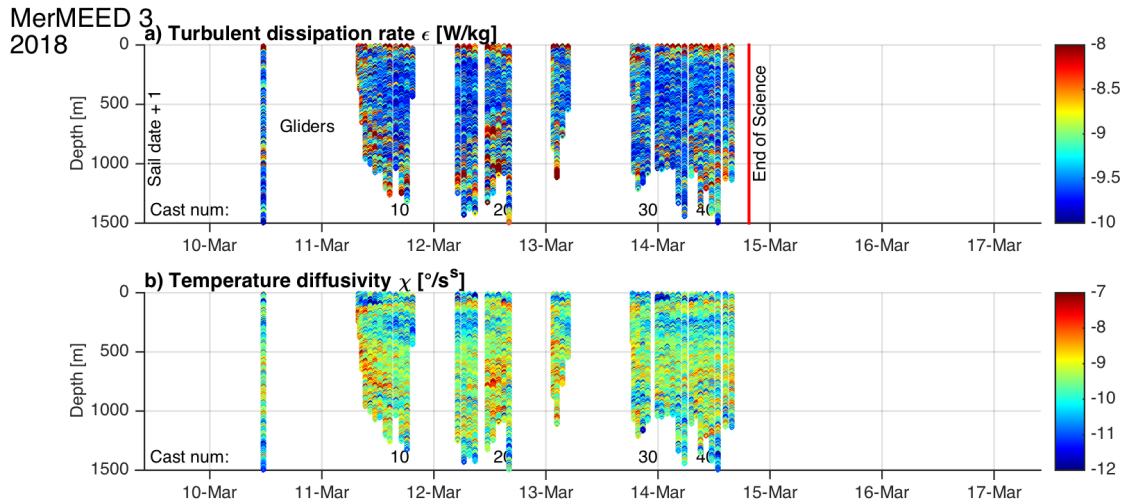 MerMEED 3
2018
a) Turbulent dissipation rate ϵ [W/kg]
0
500
1000
1500
Depth [m]
Sail date + 1
Gliders
End of Science
Cast num:
10
20
30
40
10-Mar
11-Mar
12-Mar
13-Mar
14-Mar
15-Mar
16-Mar
17-Mar
-8
-8.5
-9
-9.5
-10
b) Temperature diffusivity χ [°/s^s]
0
500
1000
1500
Depth [m]
Cast num:
10
20
30
40
10-Mar
11-Mar
12-Mar
13-Mar
14-Mar
15-Mar
16-Mar
17-Mar
-7
-8
-9
-10
-11
-12